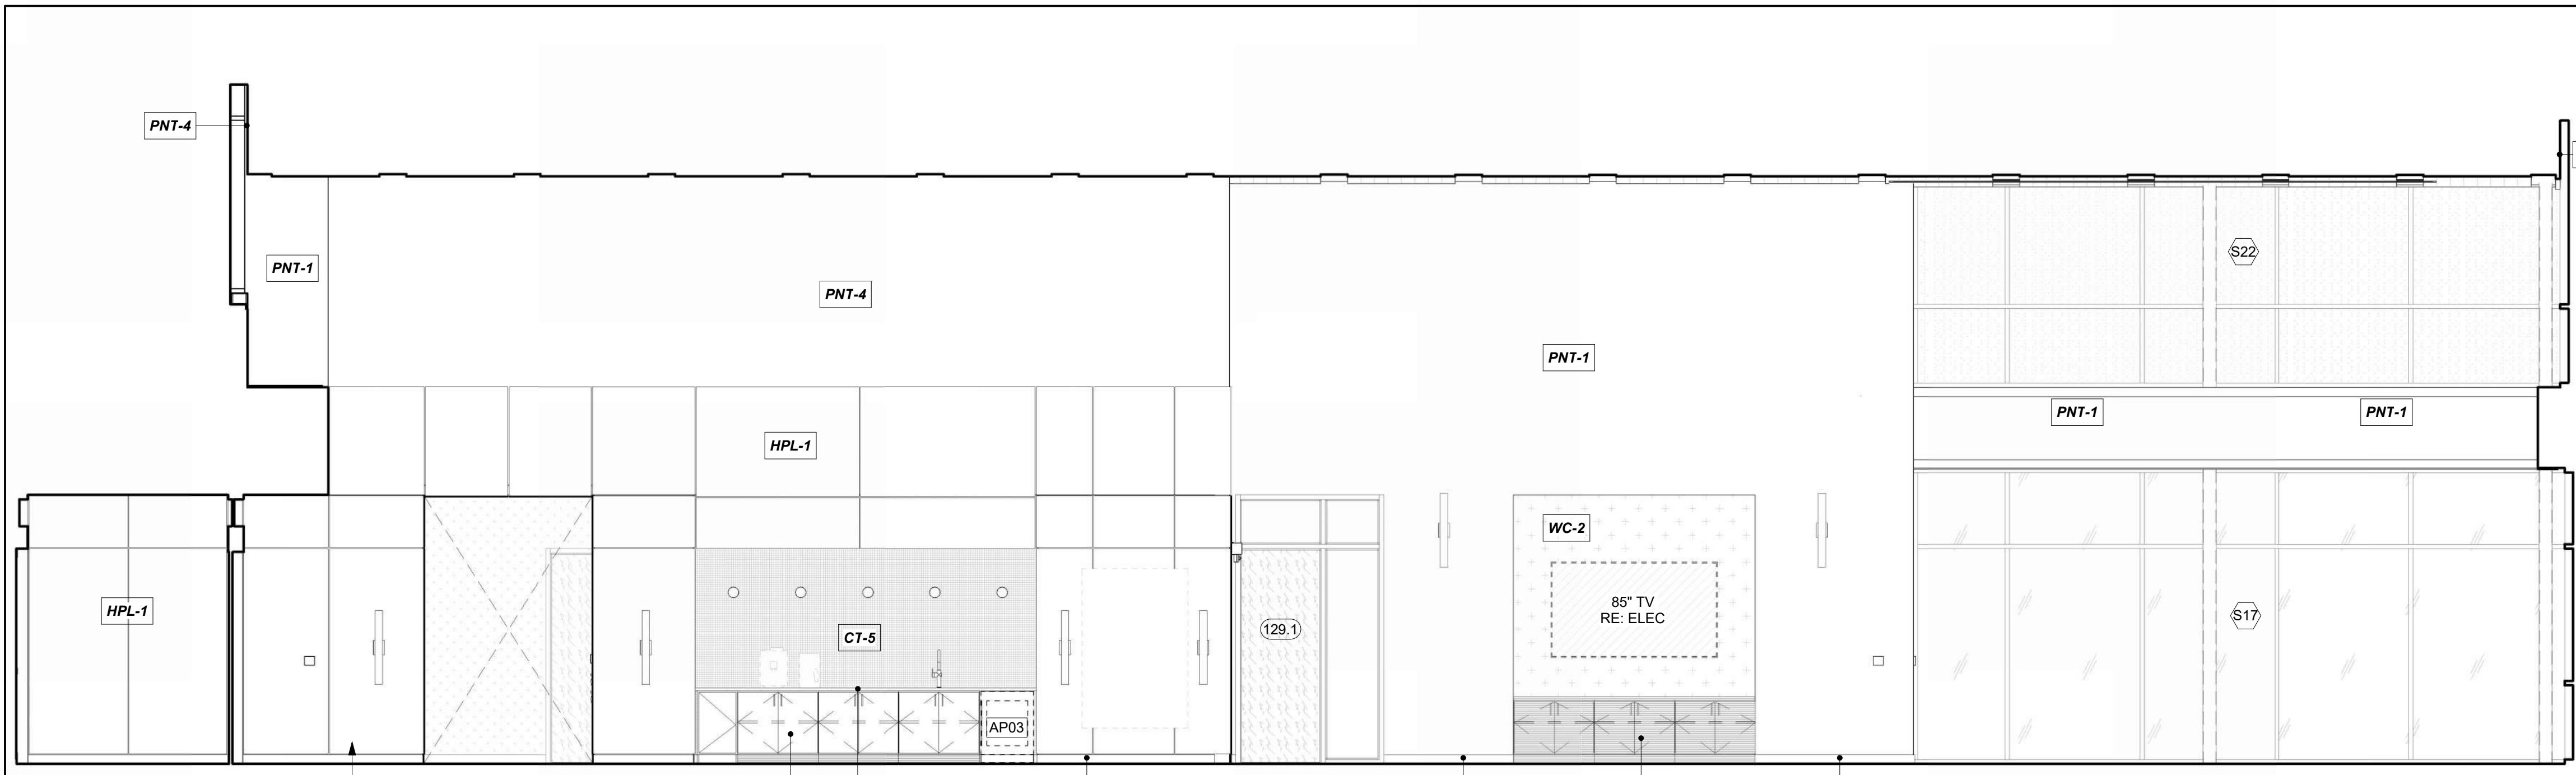 PNT-4
PNT-1
PNT-4
PNT-1
S22
PNT-1
PNT-1
HPL-1
WC-2
HPL-1
CT-5
129.1
85" TV
RE: ELEC
S17
AP03